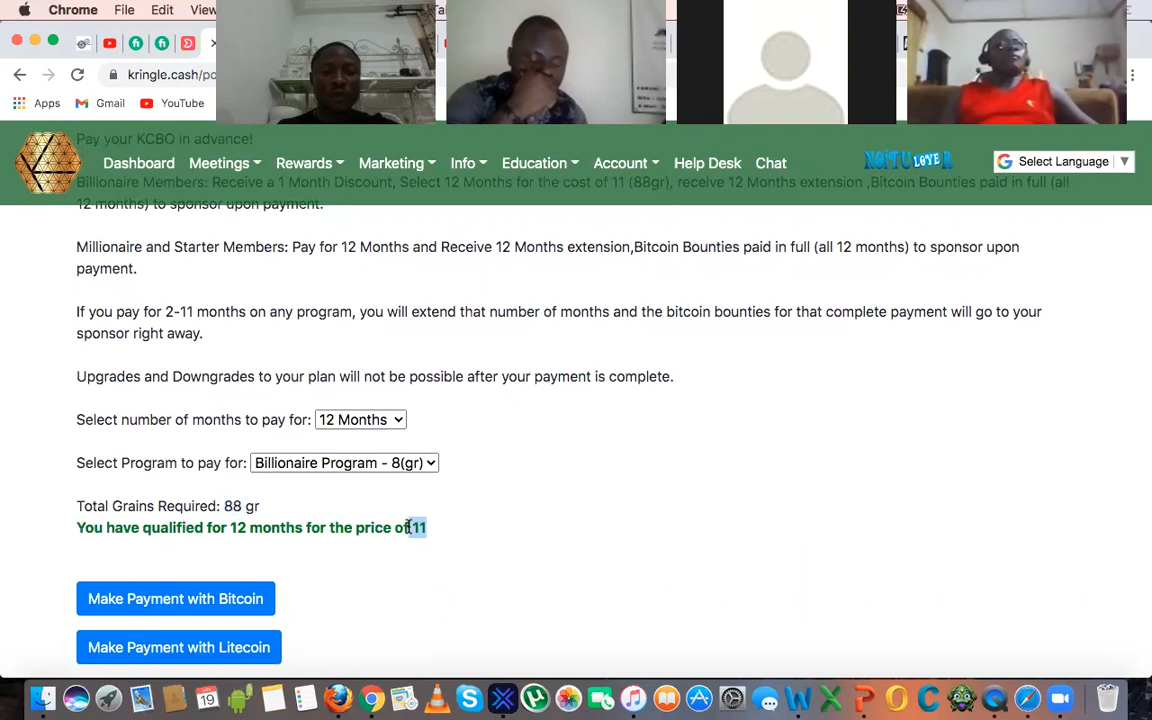 Chrome File Edit View
kringle.cash/po
Apps Gmail YouTube
Pay your KCBO in advance!
Dashboard Meetings Rewards Marketing Info Education Account Help Desk Chat Select Language
Billionaire Members: Receive a 1 Month Discount, Select 12 Months for the cost of 11 (88gr), receive 12 Months extension ,Bitcoin Bounties paid in full (all
12 months) to sponsor upon payment.
Millionaire and Starter Members: Pay for 12 Months and Receive 12 Months extension,Bitcoin Bounties paid in full (all 12 months) to sponsor upon
payment.
If you pay for 2-11 months on any program, you will extend that number of months and the bitcoin bounties for that complete payment will go to your
sponsor right away.
Upgrades and Downgrades to your plan will not be possible after your payment is complete.
Select number of months to pay for: 12 Months
Select Program to pay for: Billionaire Program - 8(gr)
Total Grains Required: 88 gr
You have qualified for 12 months for the price of 11
Make Payment with Bitcoin
Make Payment with Litecoin